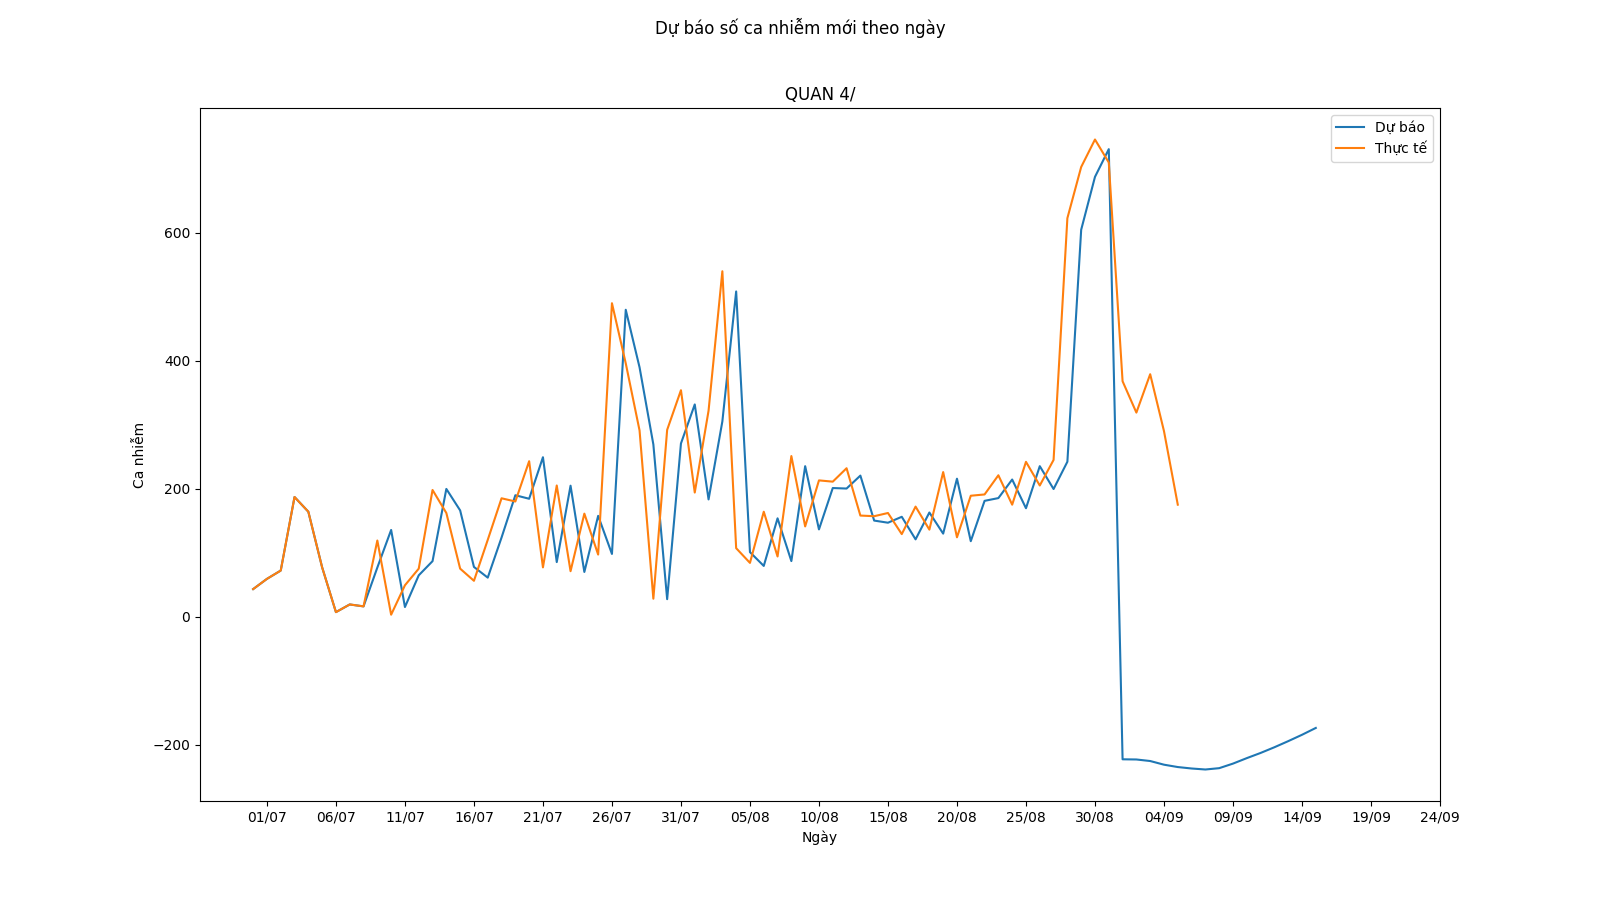 Dự báo số ca nhiễm mới theo ngày
QUAN 4/
Dự báo
Thực tế
Ca nhiễm
600
400
200
0
−200
01/07 06/07 11/07 16/07 21/07 26/07 31/07 05/08 10/08 15/08 20/08 25/08 30/08 04/09 09/09 14/09 19/09 24/09
Ngày